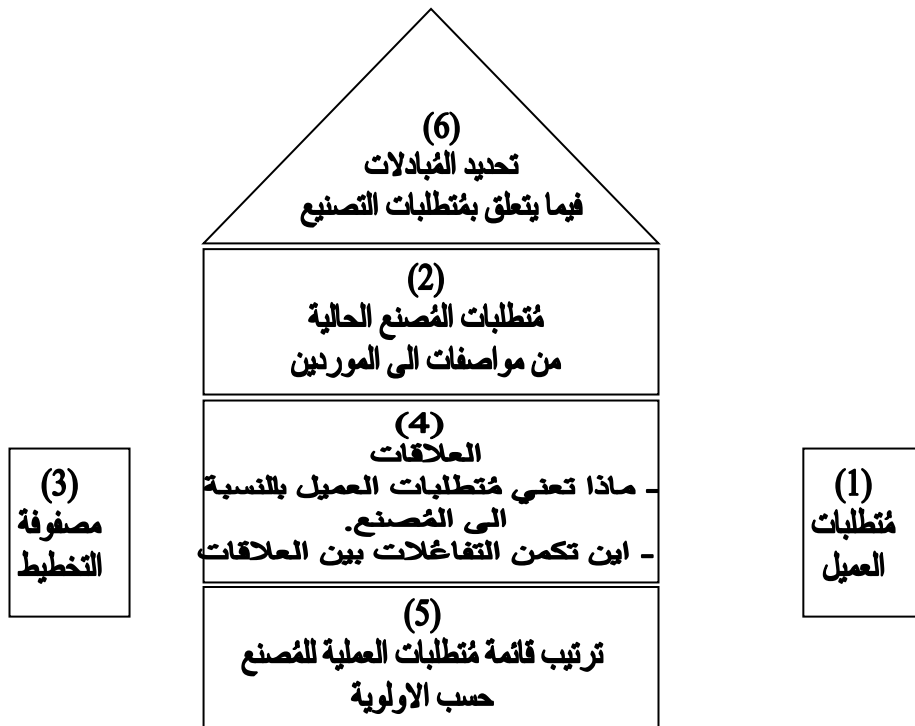 (6)
تحديد المُبادلات
فيما يتعلق بمُتطلبات التصنيع
(2)
مُتطلبات المُصنع الحالية
من مواصفات الى الموردين
(1)
مُتطلبات
العميل
(4)
العلاقات
- ماذا تعني مُتطلبات العميل بالنسبة
الى المُصنع.
- اين تكمن التفاعُلات بين العلاقات
(3)
مصفوفة
التخطيط
(5)
ترتيب قائمة مُتطلبات العملية للمُصنع
حسب الاولوية